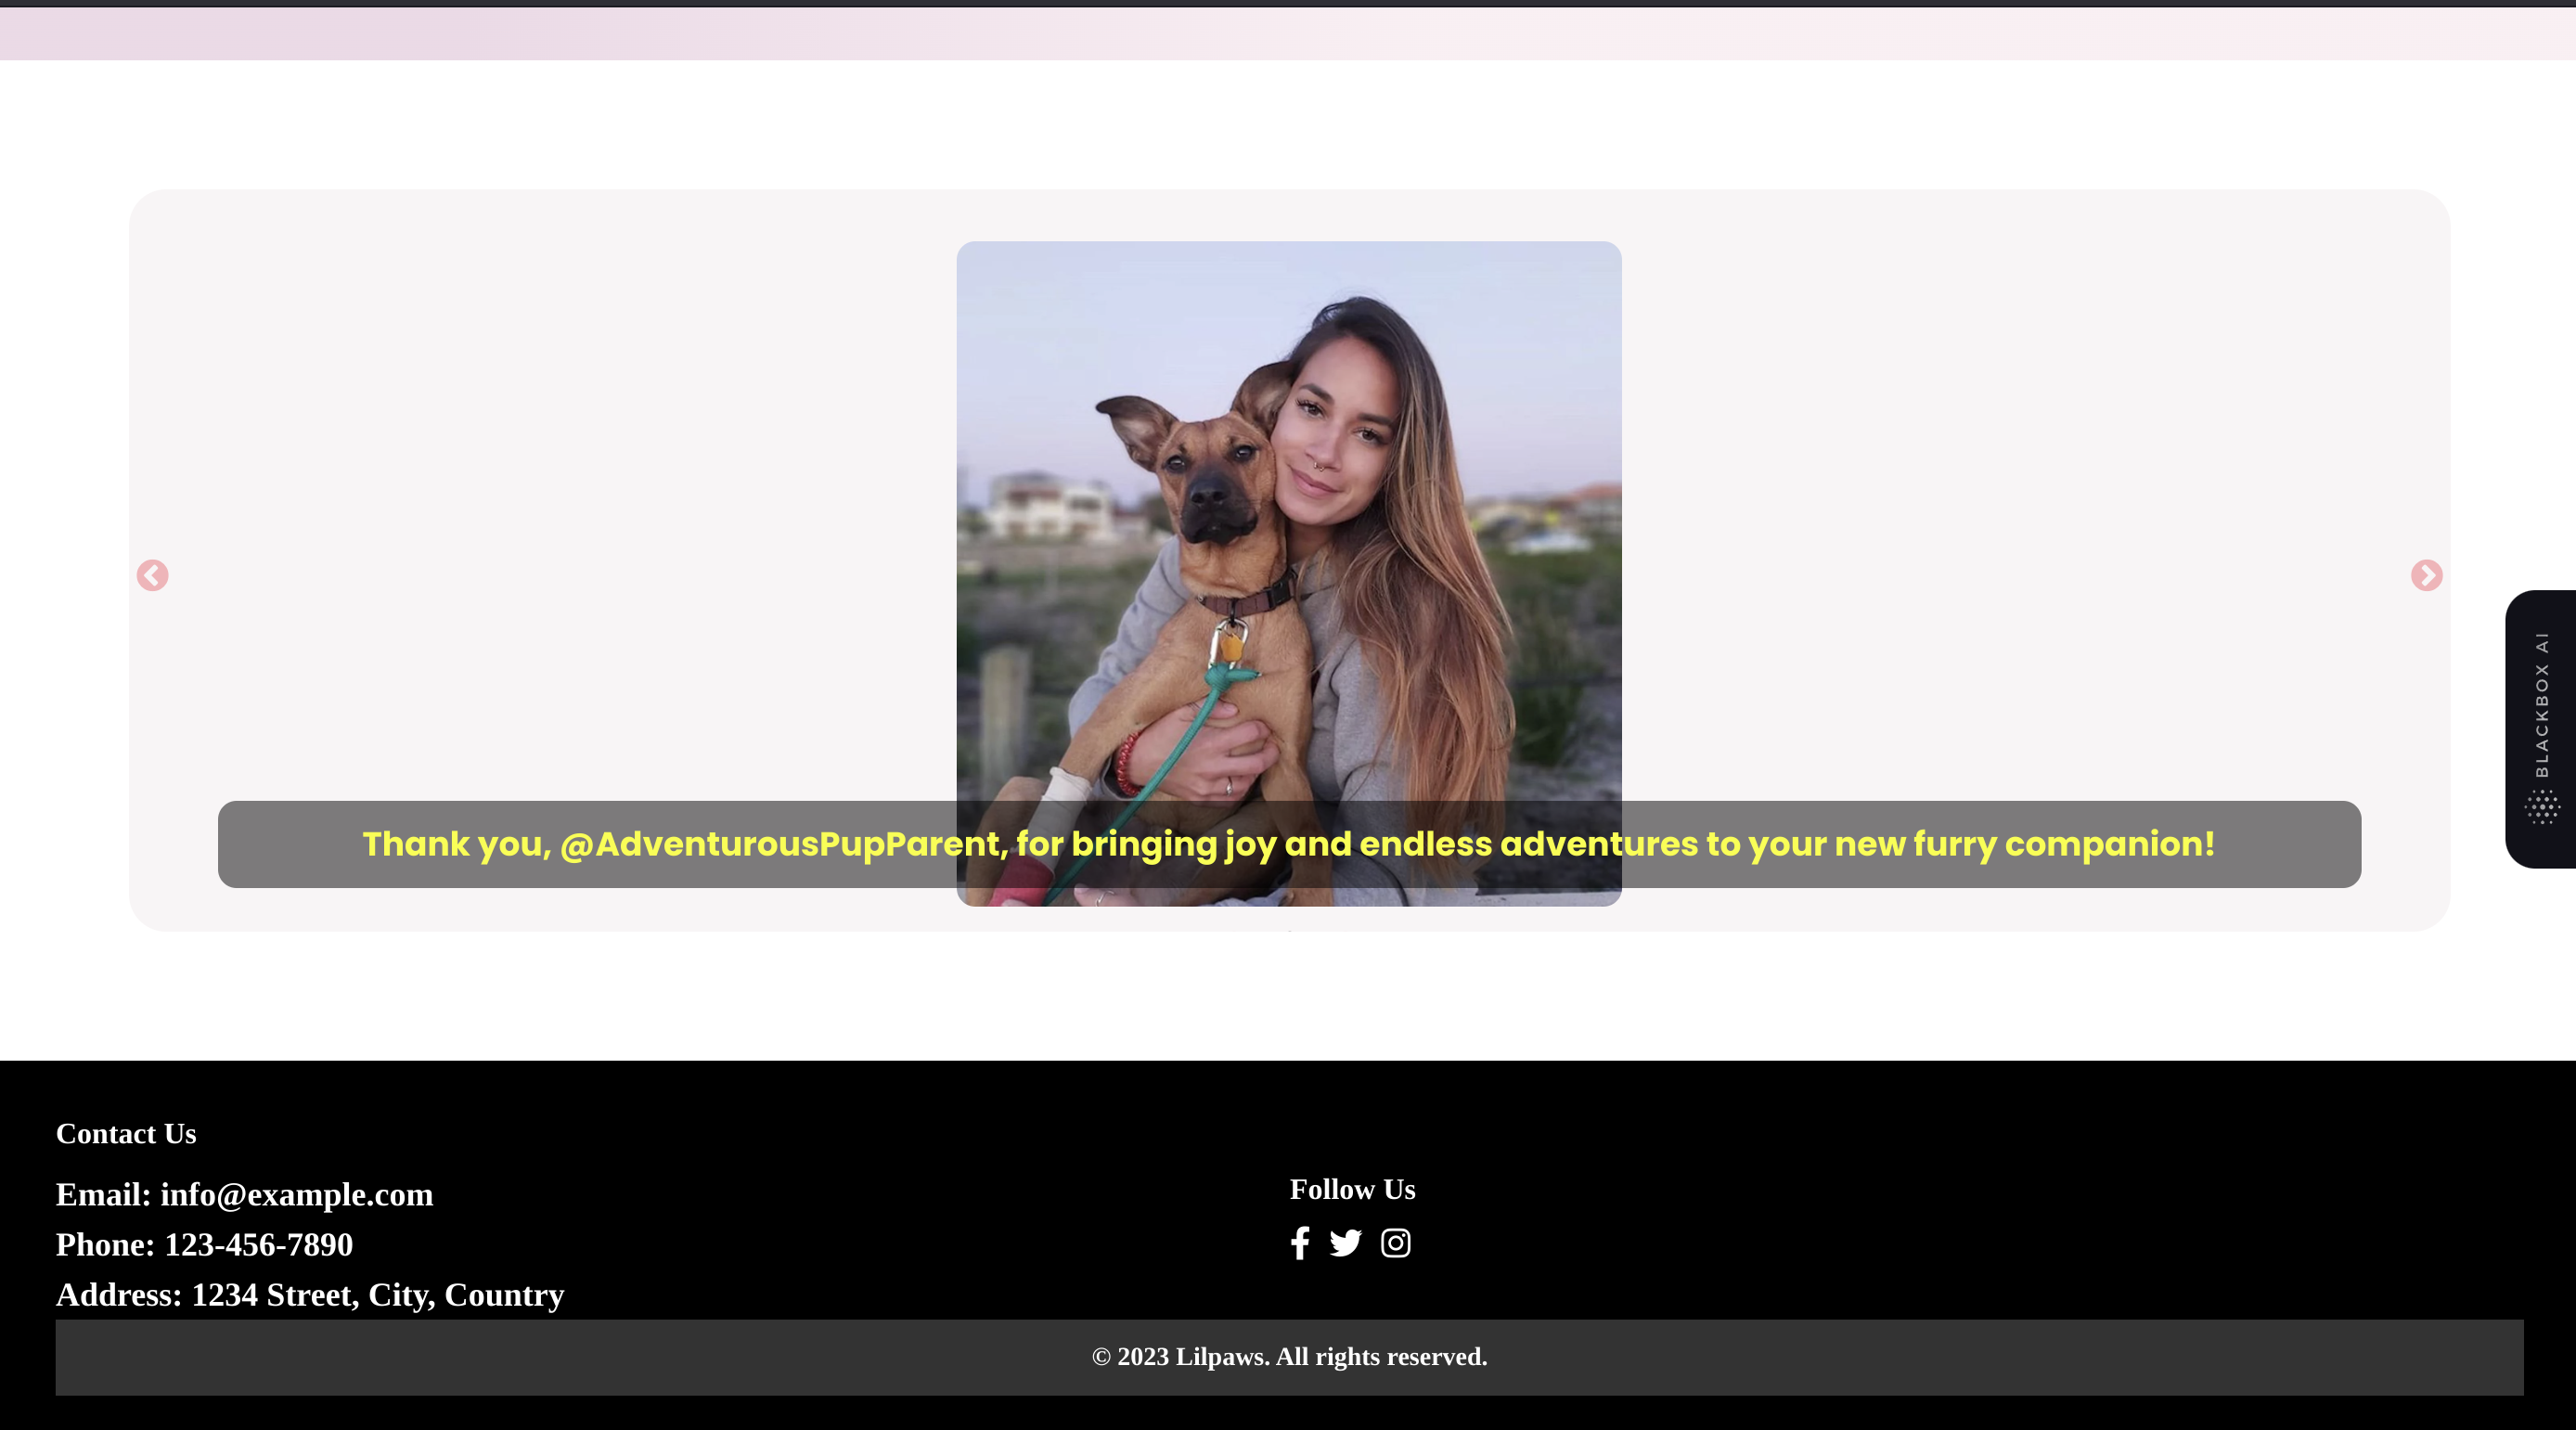 Thank you, @AdventurousPupParent, for bringing joy and endless adventures to your new furry companion!
BLACKBOX AI
Contact Us
Email: info@example.com
Phone: 123-456-7890
Address: 1234 Street, City, Country
Follow Us
© 2023 Lilpaws. All rights reserved.